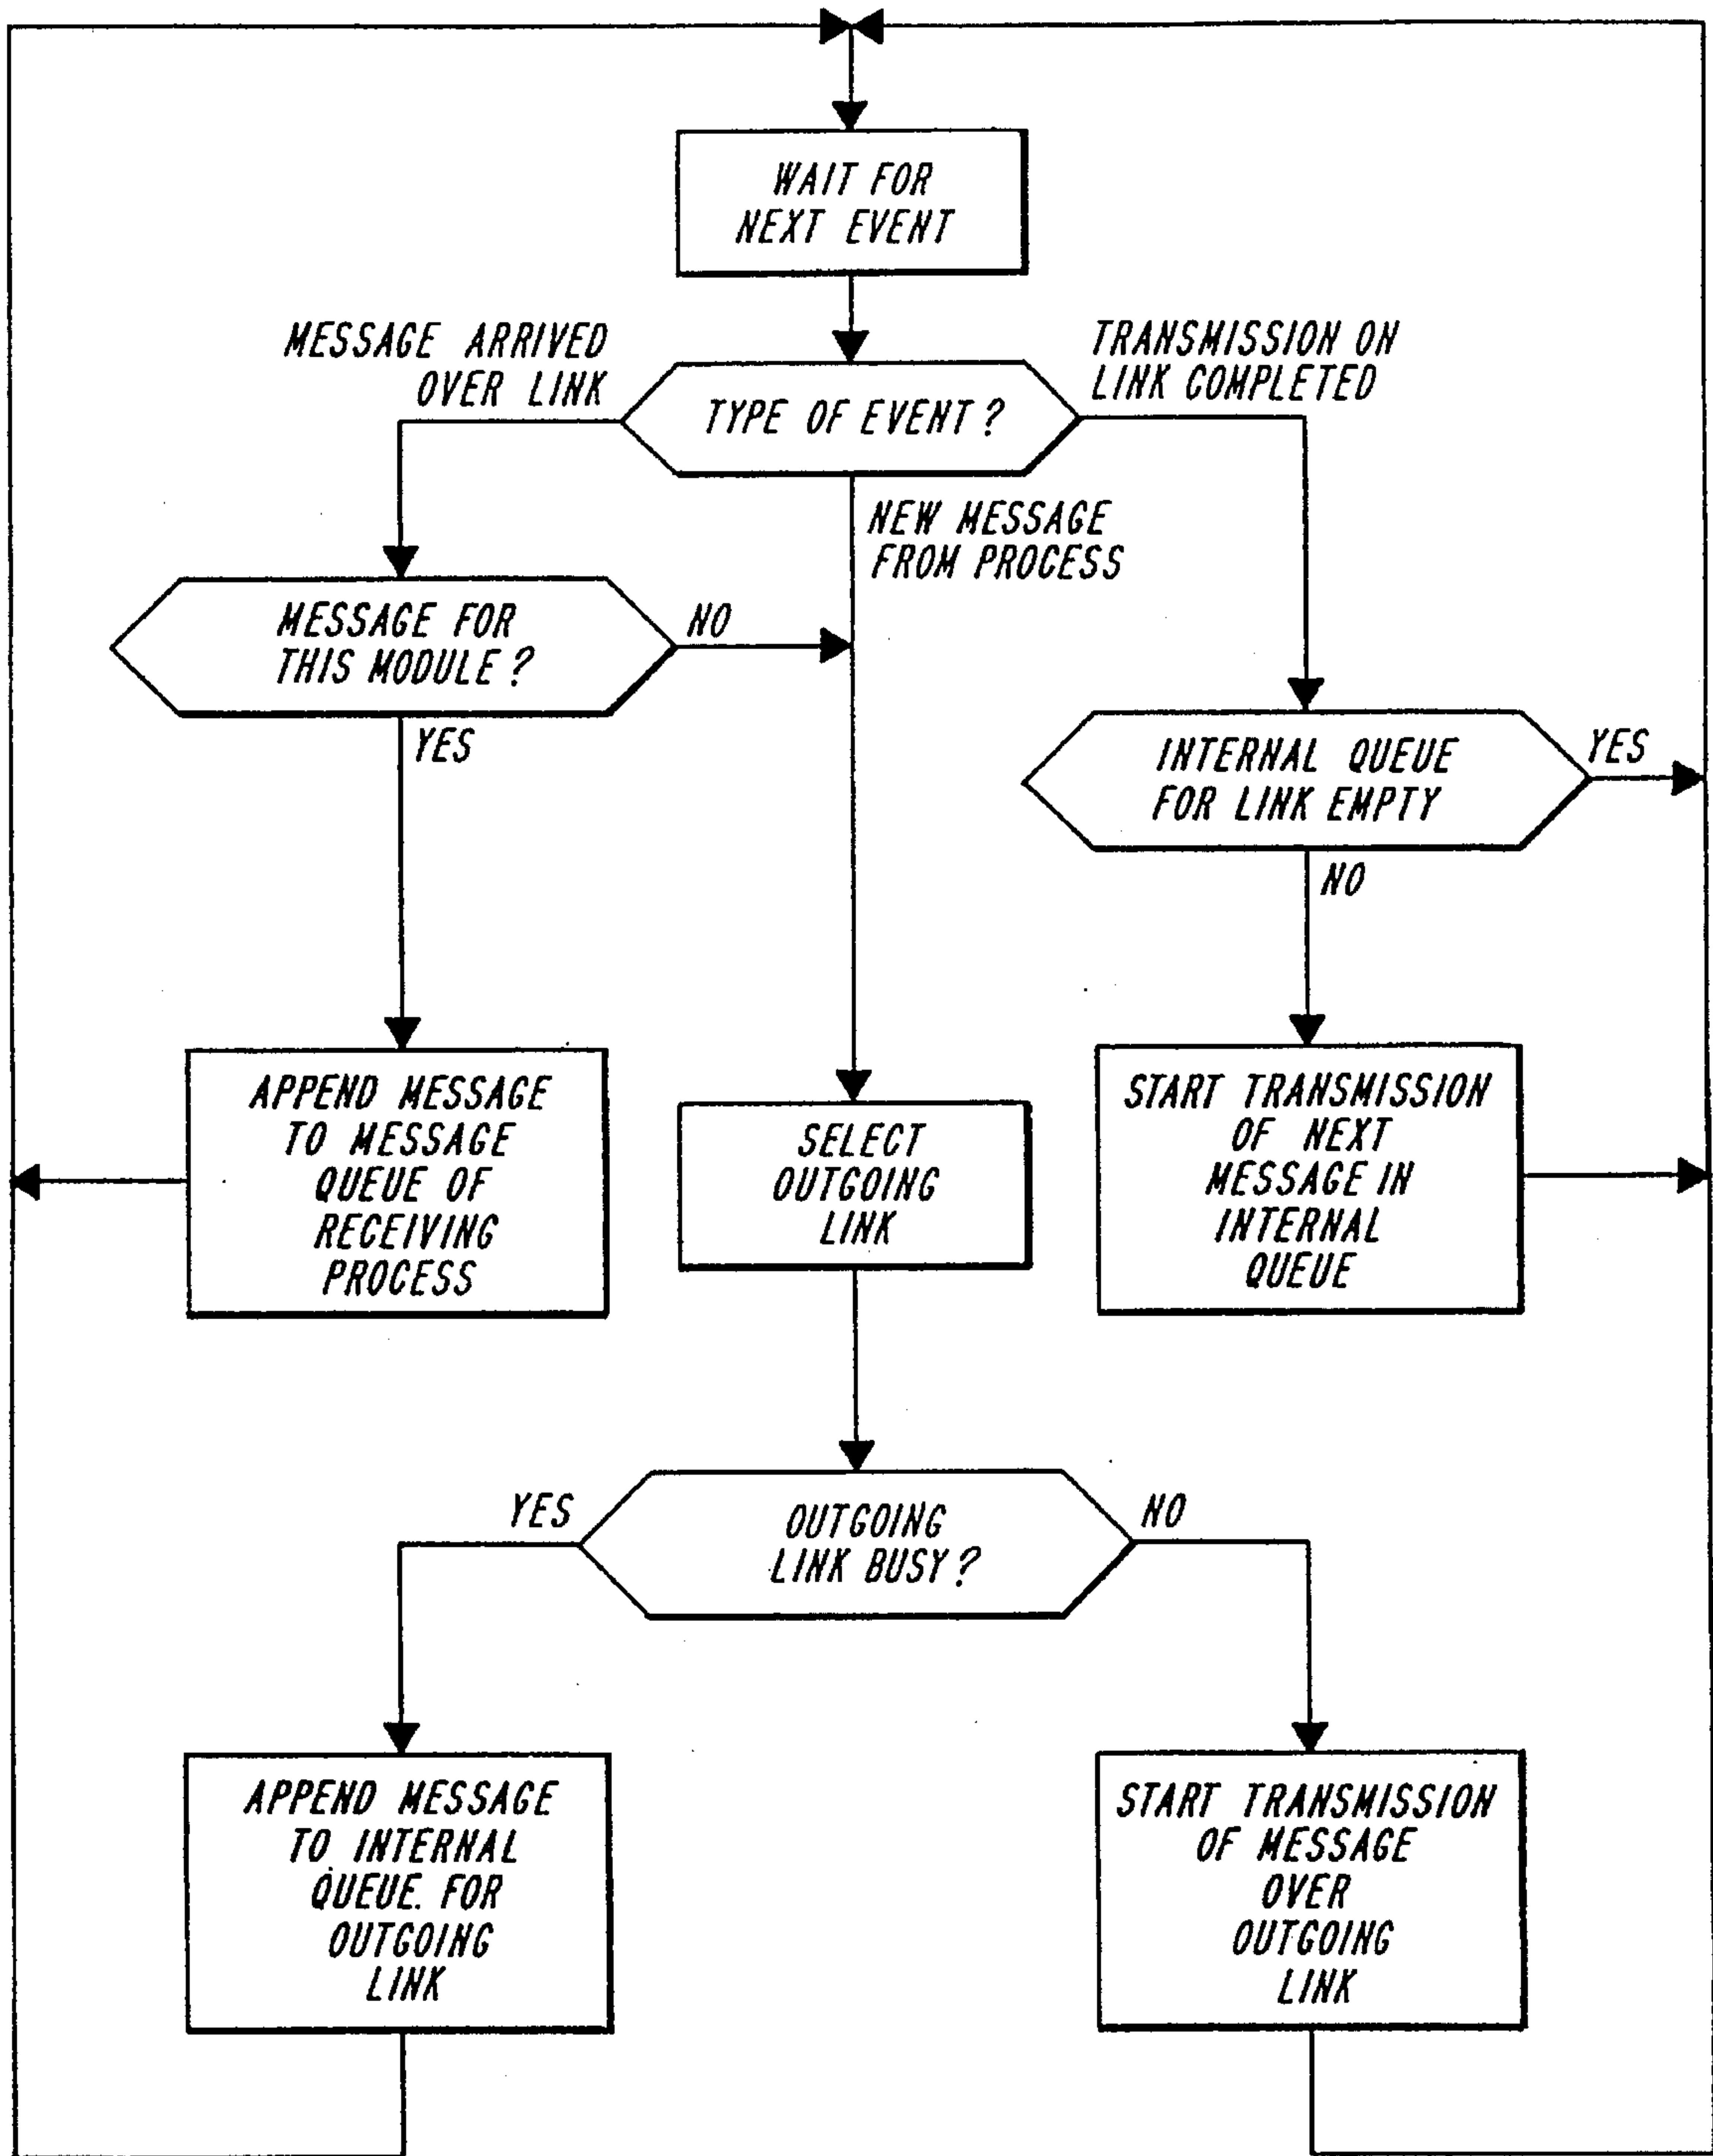 WAIT FOR
NEXT EVENT
MESSAGE ARRIVED
OVER LINK
TYPE OF EVENT?
TRANSMISSION ON
LINK COMPLETED
NEW MESSAGE
FROM PROCESS
MESSAGE FOR
THIS MODULE?
NO
YES
INTERNAL QUEUE
FOR LINK EMPTY
YES
NO
APPEND MESSAGE
TO MESSAGE
QUEUE OF
RECEIVING
PROCESS
SELECT
OUTGOING
LINK
START TRANSMISSION
OF NEXT
MESSAGE IN
INTERNAL
QUEUE
YES
OUTGOING
LINK BUSY?
NO
APPEND MESSAGE
TO INTERNAL
QUEUE. FOR
OUTGOING
LINK
START TRANSMISSION
OF MESSAGE
OVER
OUTGOING
LINK